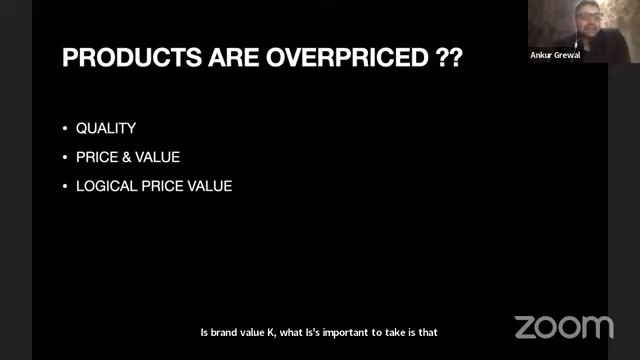 PRODUCTS ARE OVERPRICED ??
Ankur Grewal
• QUALITY
• PRICE & VALUE
• LOGICAL PRICE VALUE
Is brand value K, what Is's important to take is that
zoom